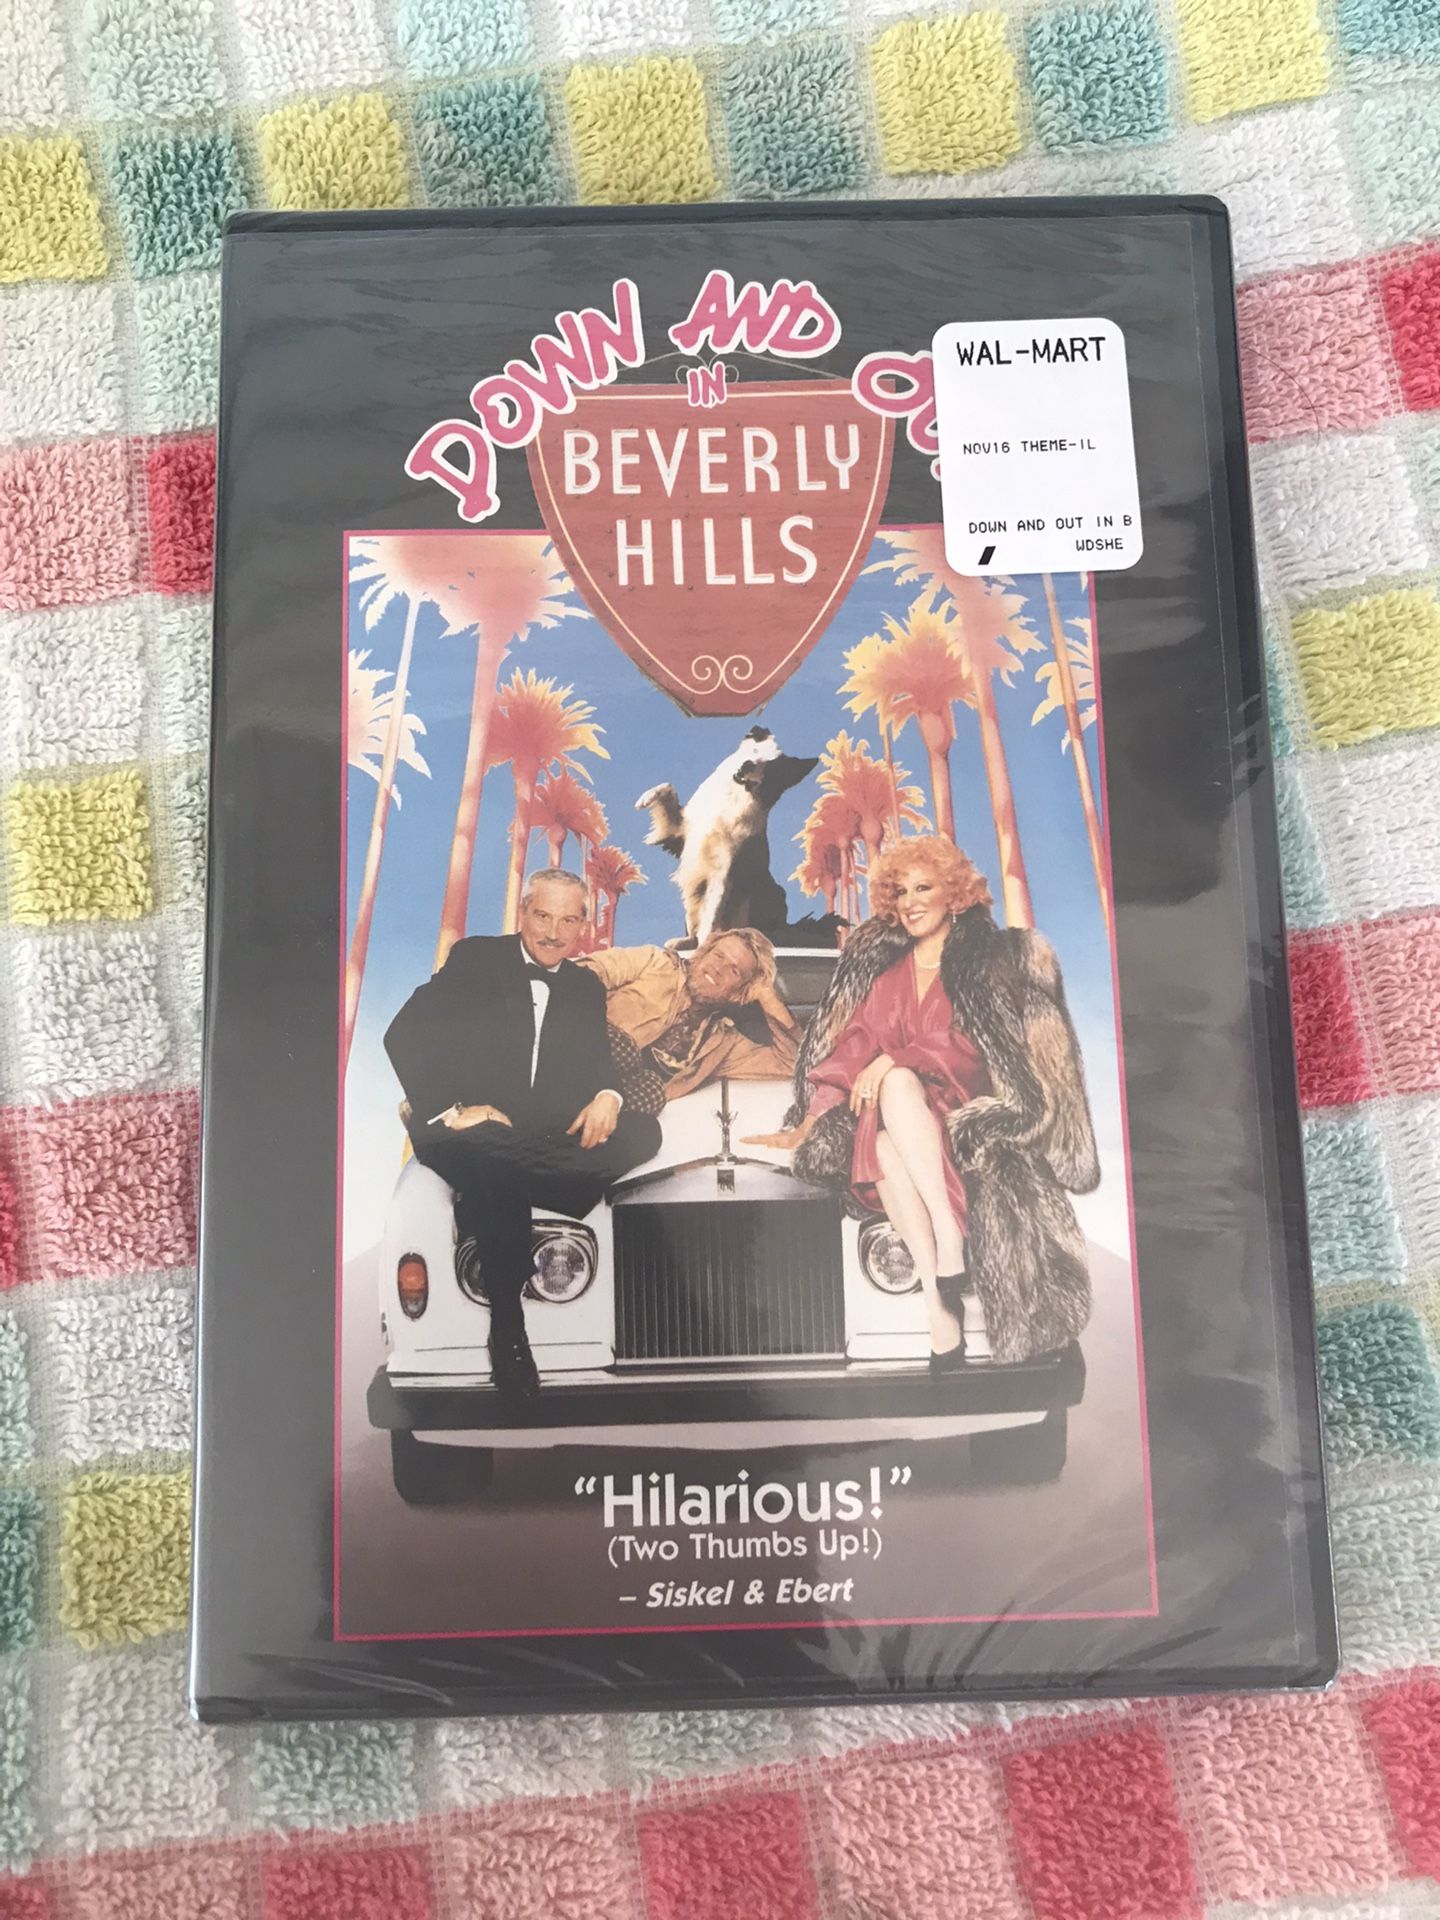 DOWN AND
IN
BEVERLY
HILLS
WAL-MART
NOV16 THEME-IL
DOWN AND OUT IN B
WDSHE
"Hilarious!"
(Two Thumbs Up!)
– Siskel & Ebert